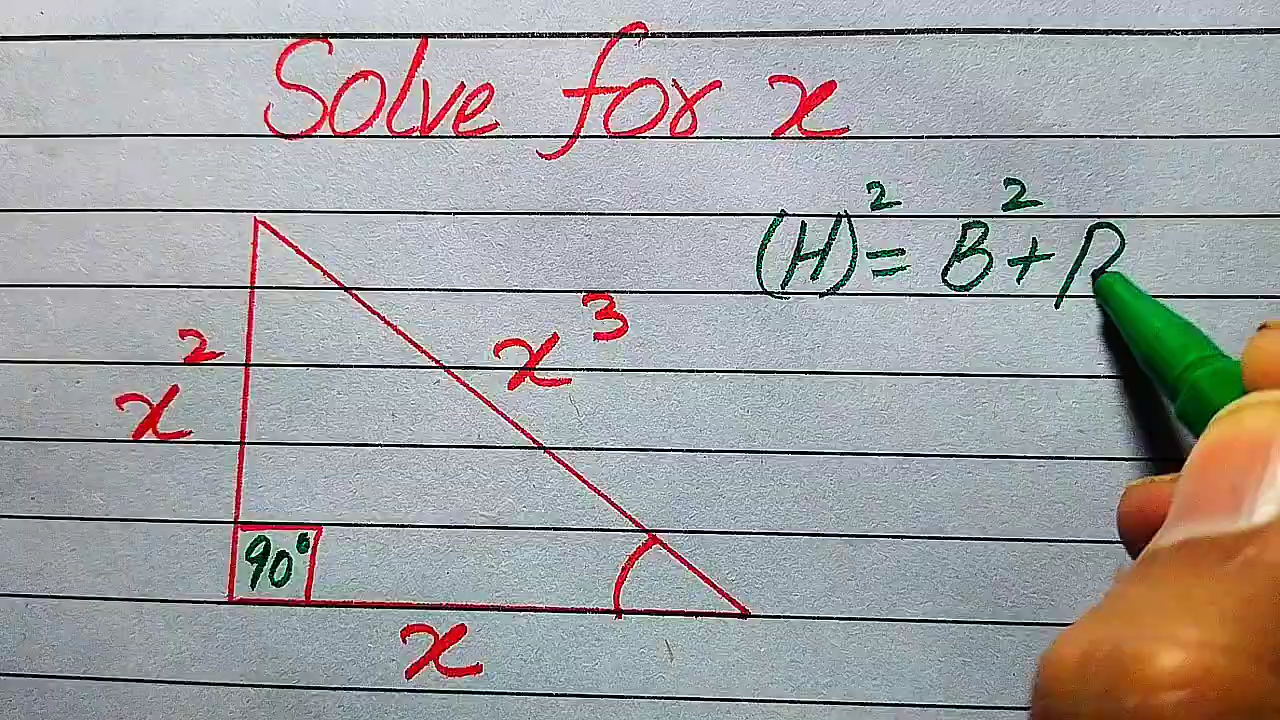 Solve for x
(H)² = B² + P
x²
x³
90°
x